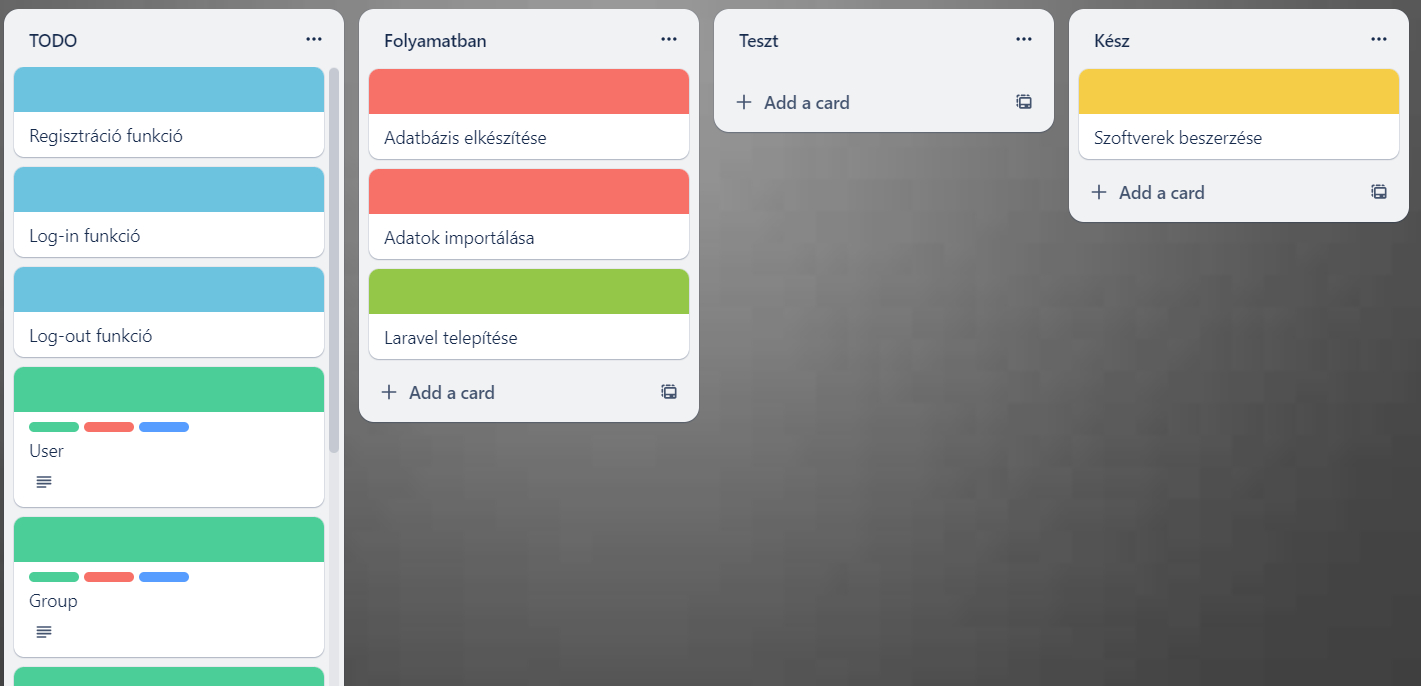 TODO
Regisztráció funkció
Log-in funkció
Log-out funkció
User
Group
Folyamatban
Adatbázis elkészítése
Adatok importálása
Laravel telepítése
Add a card
Teszt
Add a card
Kész
Szoftverek beszerzése
Add a card